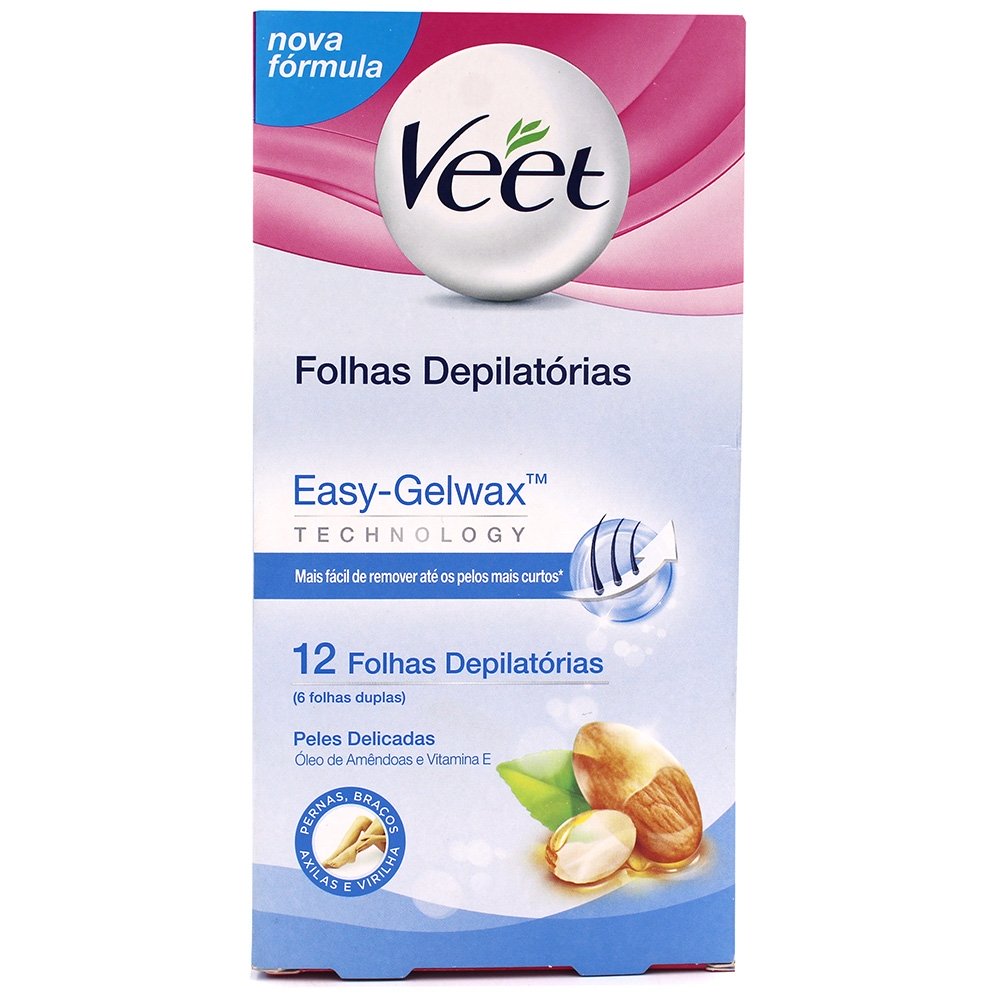 nova
fórmula
Veet
Folhas Depilatórias
Easy-Gelwax™
TECHNOLOGY
Mais fácil de remover até os pelos mais curtos*
12 Folhas Depilatórias
(6 folhas duplas)
Peles Delicadas
Óleo de Amêndoas e Vitamina E
PERNAS, BRAÇOS
AXILAS E VIRILHA